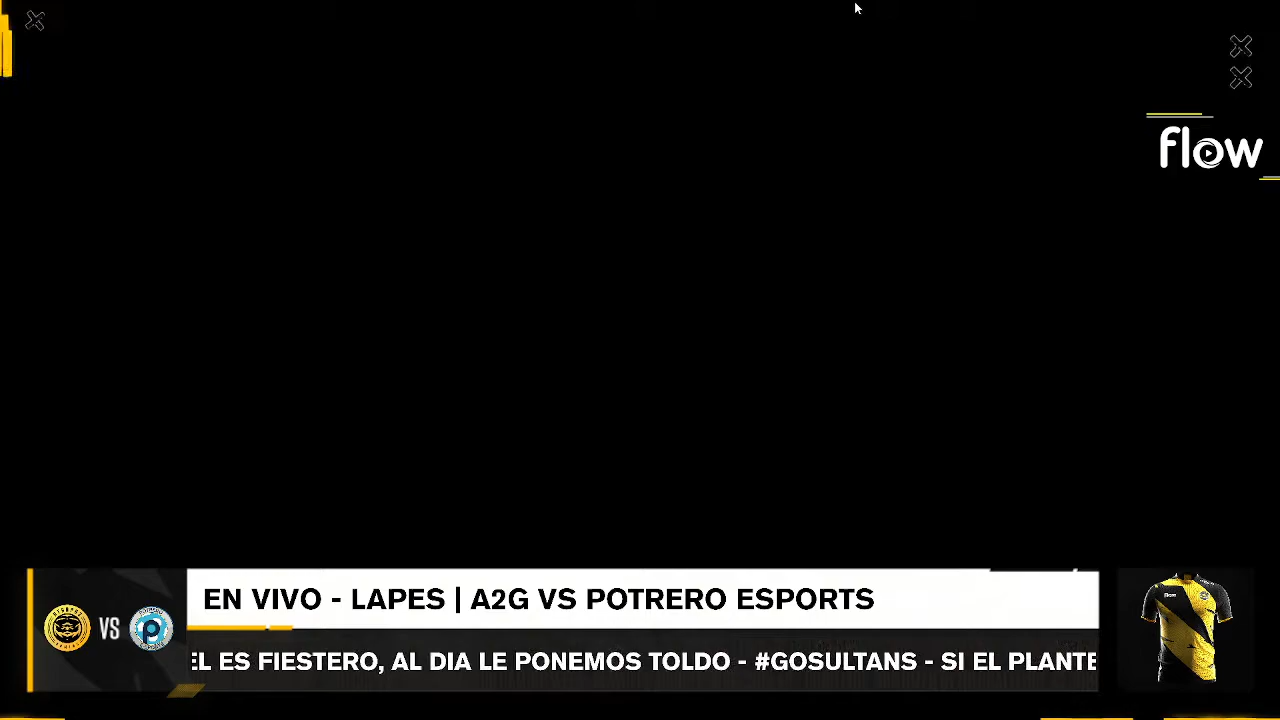 flow
EN VIVO - LAPES | A2G VS POTRERO ESPORTS
VS
EL ES FIESTERO, AL DIA LE PONEMOS TOLDO - #GOSULTANS - SI EL PLANTE
flow